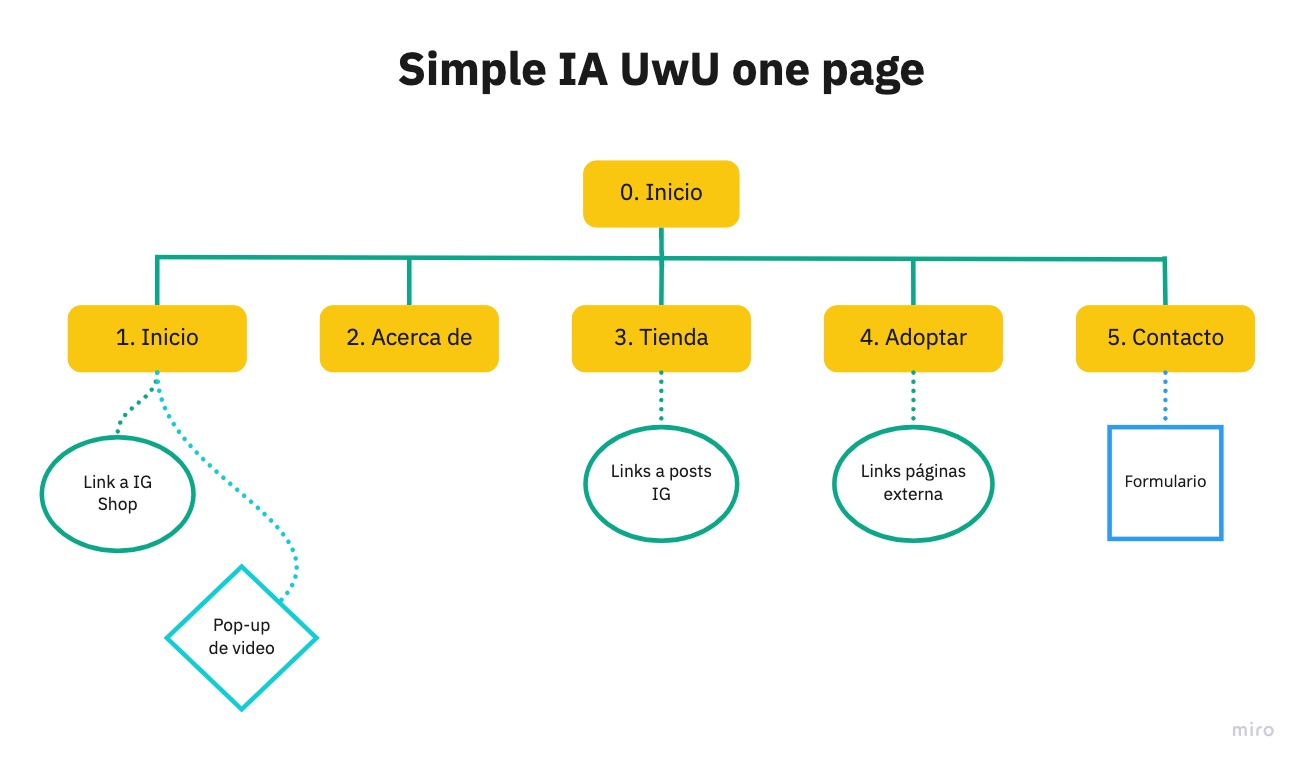 Simple IA UwU one page
0. Inicio
1. Inicio
2. Acerca de
3. Tienda
4. Adoptar
5. Contacto
Link a IG
Shop
Links a posts
IG
Links páginas
externa
Formulario
Pop-up
de video
miro